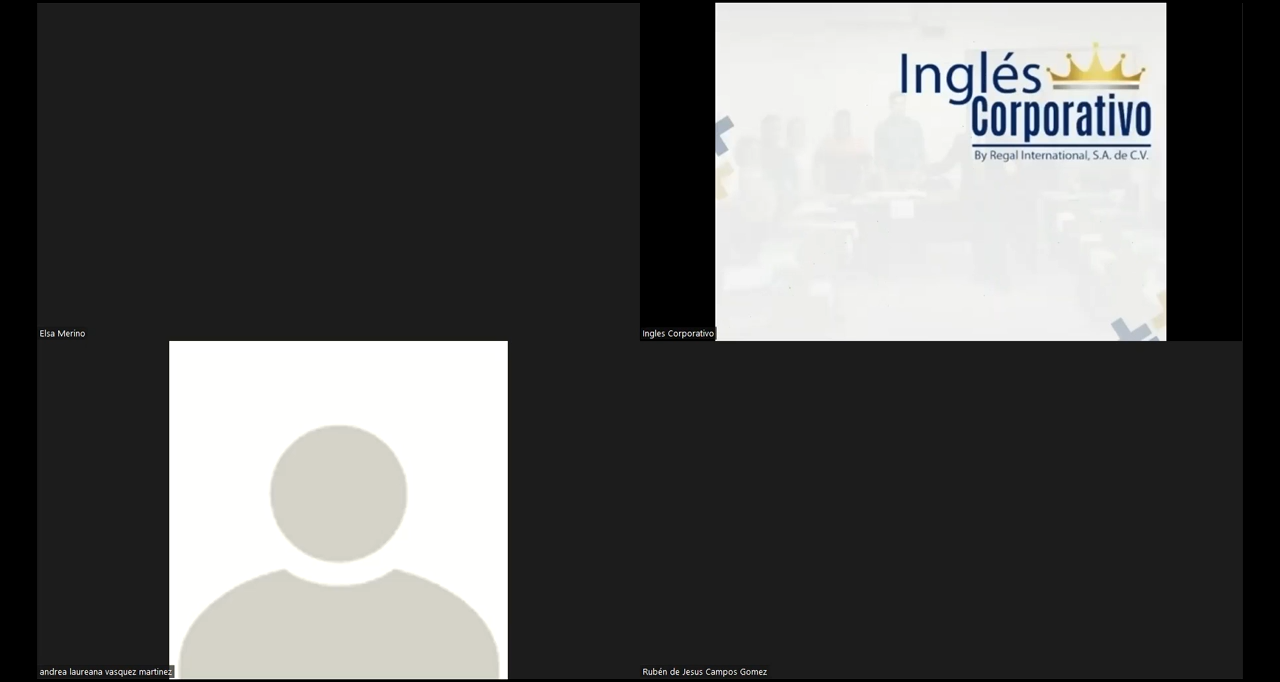 Inglés
Corporativo
By Regal International, S.A. de C.V.
Elsa Merino
Ingles Corporativo
andrea laureana vasquez martinez
Rubén de Jesus Campos Gomez